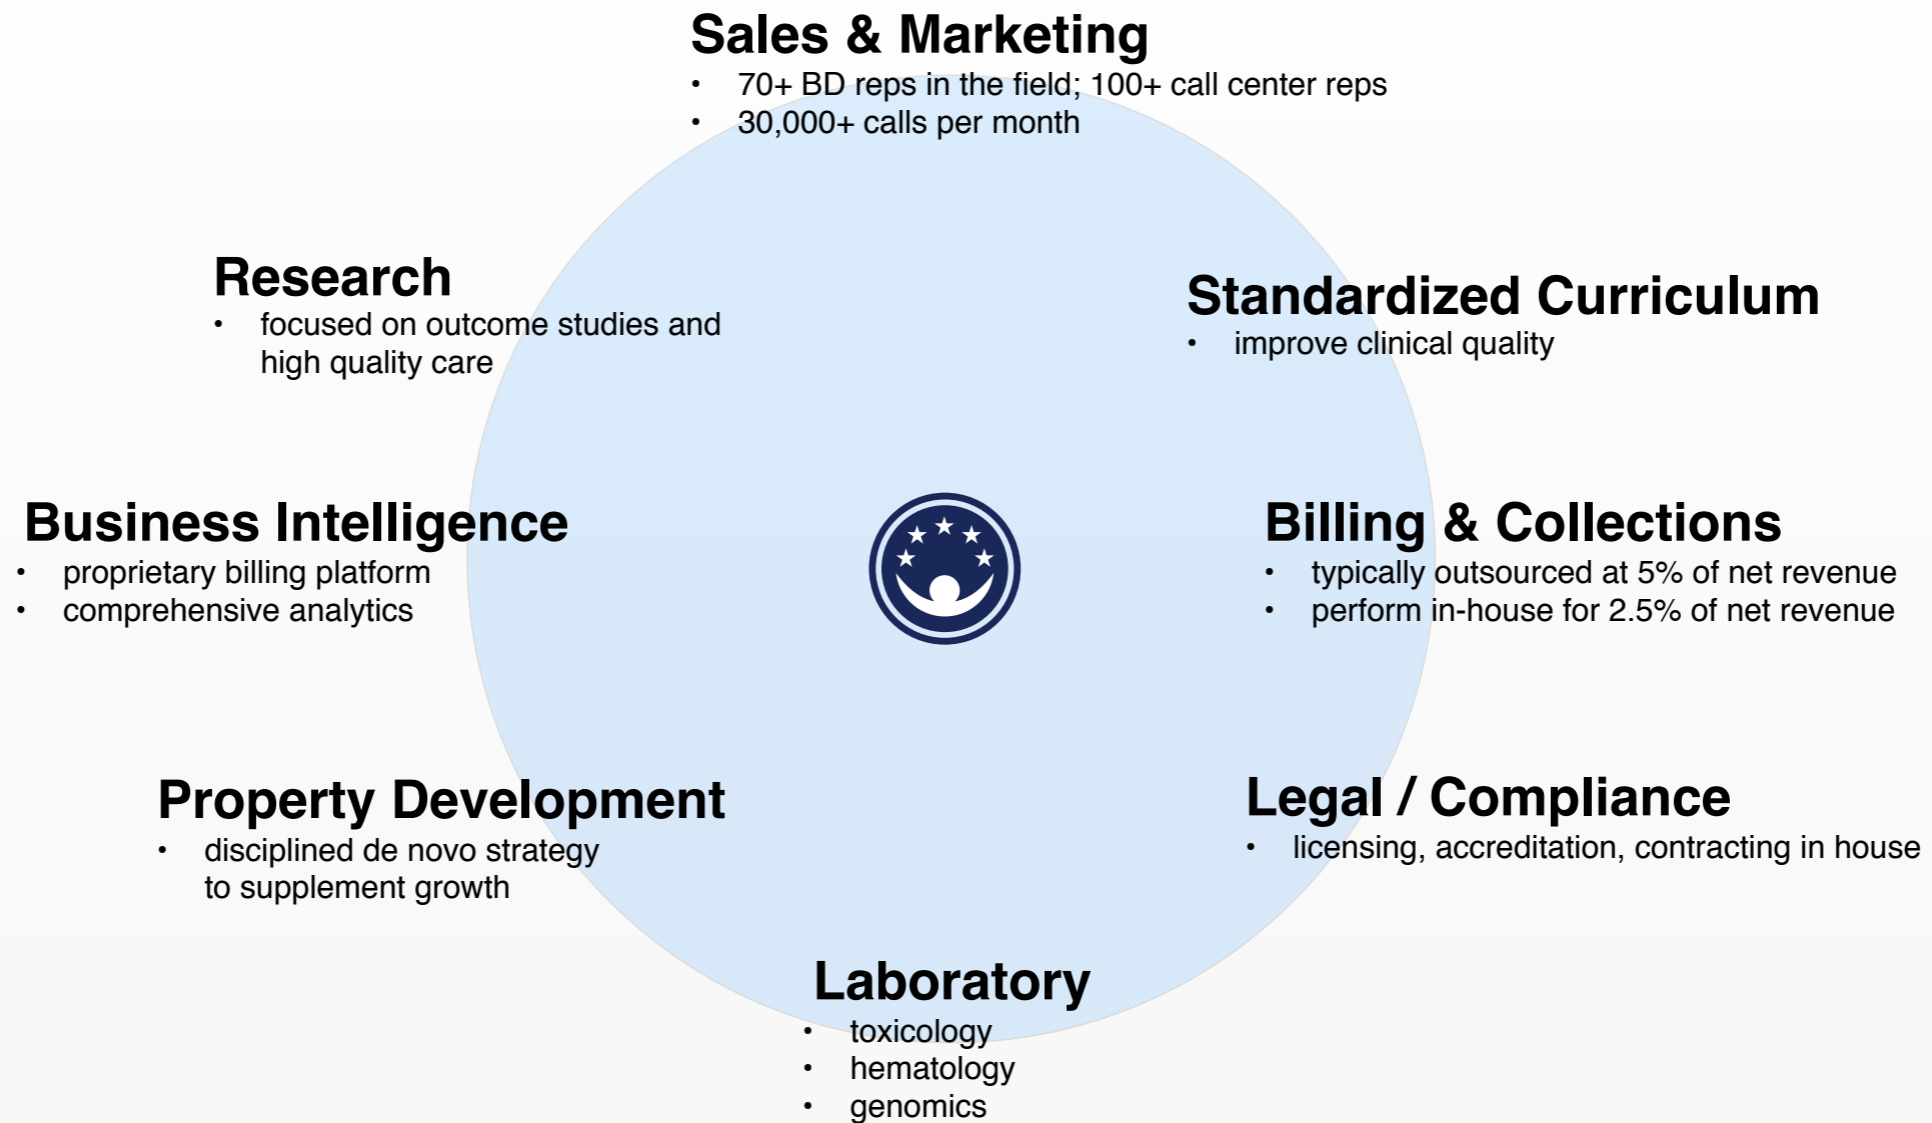 Sales & Marketing
• 70+ BD reps in the field; 100+ call center reps
• 30,000+ calls per month
Research
• focused on outcome studies and
high quality care
Standardized Curriculum
• improve clinical quality
Business Intelligence
• proprietary billing platform
• comprehensive analytics
Billing & Collections
• typically outsourced at 5% of net revenue
• perform in-house for 2.5% of net revenue
Property Development
• disciplined de novo strategy
to supplement growth
Legal / Compliance
• licensing, accreditation, contracting in house
Laboratory
• toxicology
• hematology
• genomics